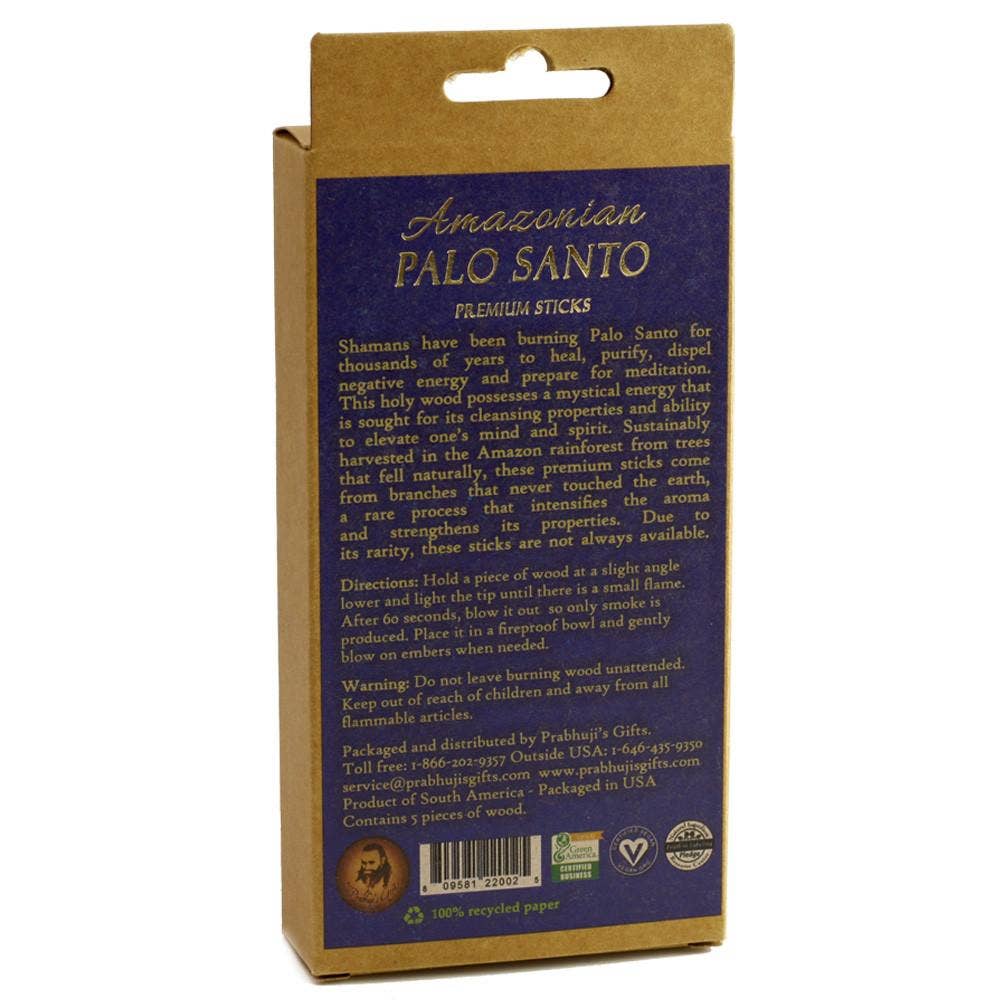 Amazonian
PALO SANTO
PREMIUM STICKS
Shamans have been burning Palo Santo for
thousands of years to heal, purify, dispel
negative energy and prepare for meditation.
This holy wood possesses a mystical energy that
is sought for its cleansing properties and ability
to elevate one's mind and spirit. Sustainably
harvested in the Amazon rainforest from trees
that fell naturally, these premium sticks come
from branches that never touched the earth,
a rare process that intensifies the aroma
and strengthens its properties. Due to
its rarity, these sticks are not always available.
Directions: Hold a piece of wood at a slight angle
lower and light the tip until there is a small flame.
After 60 seconds, blow it out so only smoke is
produced. Place it in a fireproof bowl and gently
blow on embers when needed.
Warning: Do not leave burning wood unattended.
Keep out of reach of children and away from all
flammable articles.
Packaged and distributed by Prabhuji's Gifts.
Toll free: 1-866-202-9357 Outside USA: 1-646-435-9350
service@prabhujisgifts.com www.prabhujisgifts.com
Product of South America - Packaged in USA
Contains 5 pieces of wood.
Green
America
CERTIFIED
BUSINESS
Pledge
8 09581 22002 5
100% recycled paper